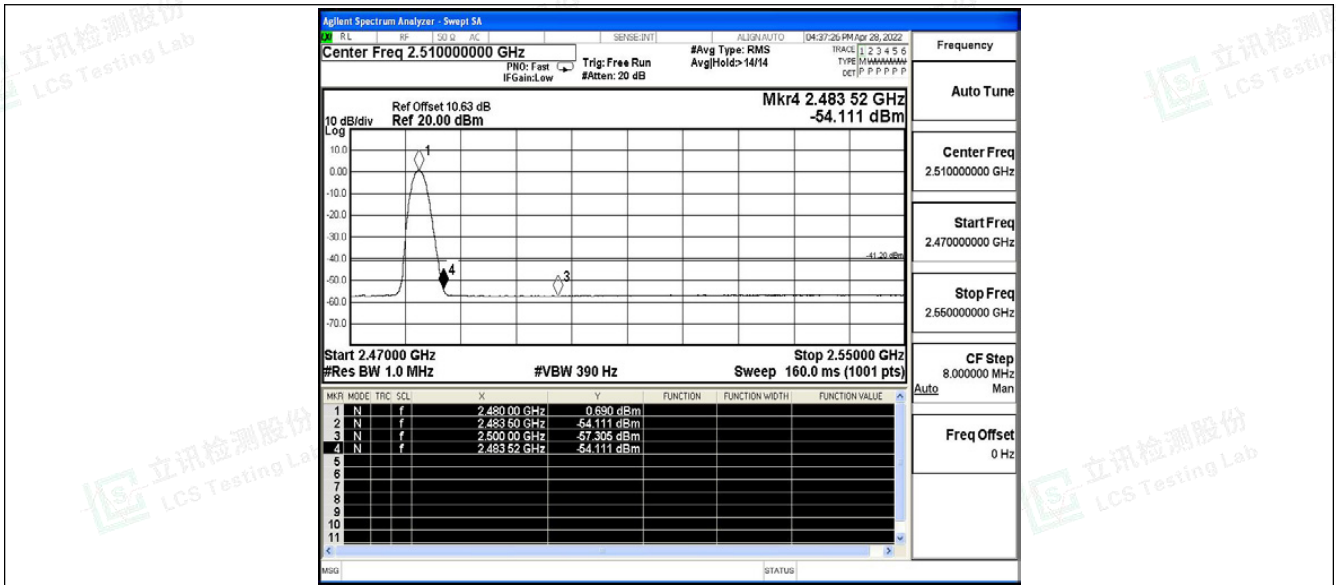 Agilent Spectrum Analyzer - Swept SA
RL RF 50 Ω AC SENSE:INT ALIGNAUTO 04:37:26 PM Apr 28, 2022
Center Freq 2.510000000 GHz
PNO: Fast
IFGain:Low
Trig: Free Run
#Atten: 20 dB
#Avg Type: RMS
Avg|Hold>14/14
TRACE 1 2 3 4 5 6
TYPE M
DET P P P P P P
Ref Offset 10.63 dB
10 dB/div Ref 20.00 dBm
Log
Mkr4 2.483 52 GHz
-54.111 dBm
10.0
0.00
-10.0
-20.0
-30.0
-40.0
-50.0
-60.0
-70.0
1
4
3
-41.20 dBm
Start 2.47000 GHz Stop 2.55000 GHz
#Res BW 1.0 MHz #VBW 390 Hz Sweep 160.0 ms (1001 pts)
MKR MODE TRC SCL X Y FUNCTION FUNCTION WIDTH FUNCTION VALUE
1 N f 2.480 00 GHz 0.690 dBm
2 N f 2.483 50 GHz -54.111 dBm
3 N f 2.500 00 GHz -57.305 dBm
4 N f 2.483 52 GHz -54.111 dBm
5
6
7
8
9
10
11
MSG STATUS
Frequency
Auto Tune
Center Freq
2.510000000 GHz
Start Freq
2.470000000 GHz
Stop Freq
2.550000000 GHz
CF Step
8.000000 MHz
Auto Man
Freq Offset
0 Hz
立讯检测股份
LCS Testing Lab
立讯检测股份
LCS Testing Lab
立讯检测股份
LCS Testing Lab